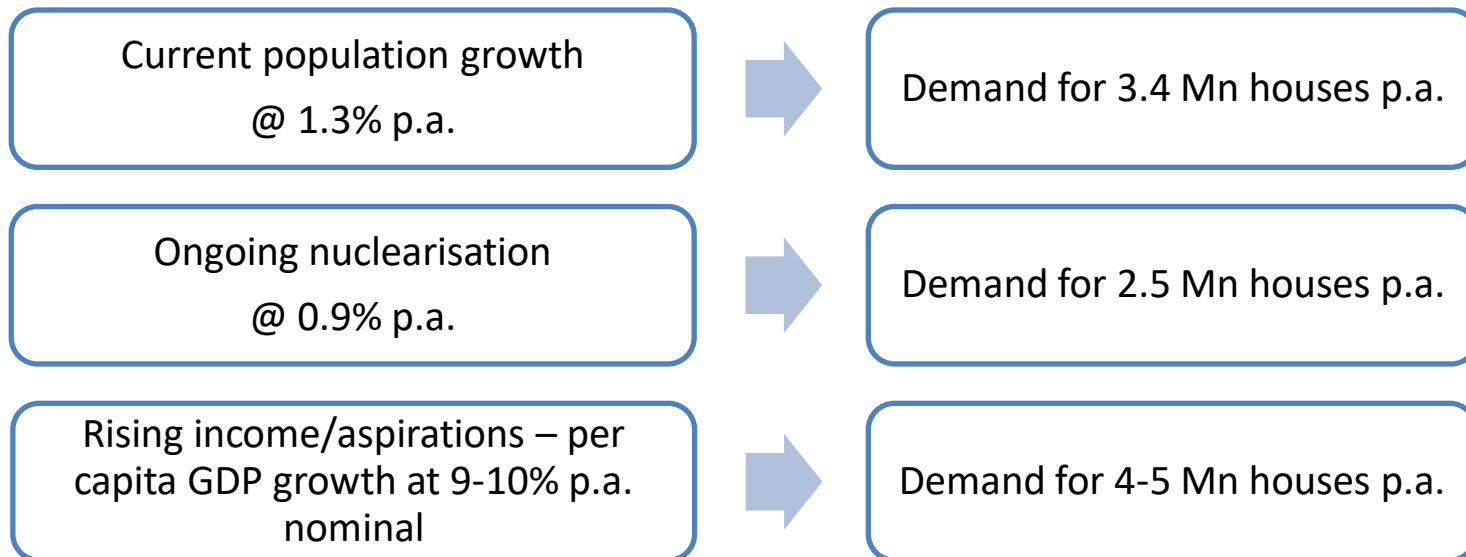 Current population growth
@ 1.3% p.a.
Demand for 3.4 Mn houses p.a.
Ongoing nuclearisation
@ 0.9% p.a.
Demand for 2.5 Mn houses p.a.
Rising income/aspirations – per
capita GDP growth at 9-10% p.a.
nominal
Demand for 4-5 Mn houses p.a.